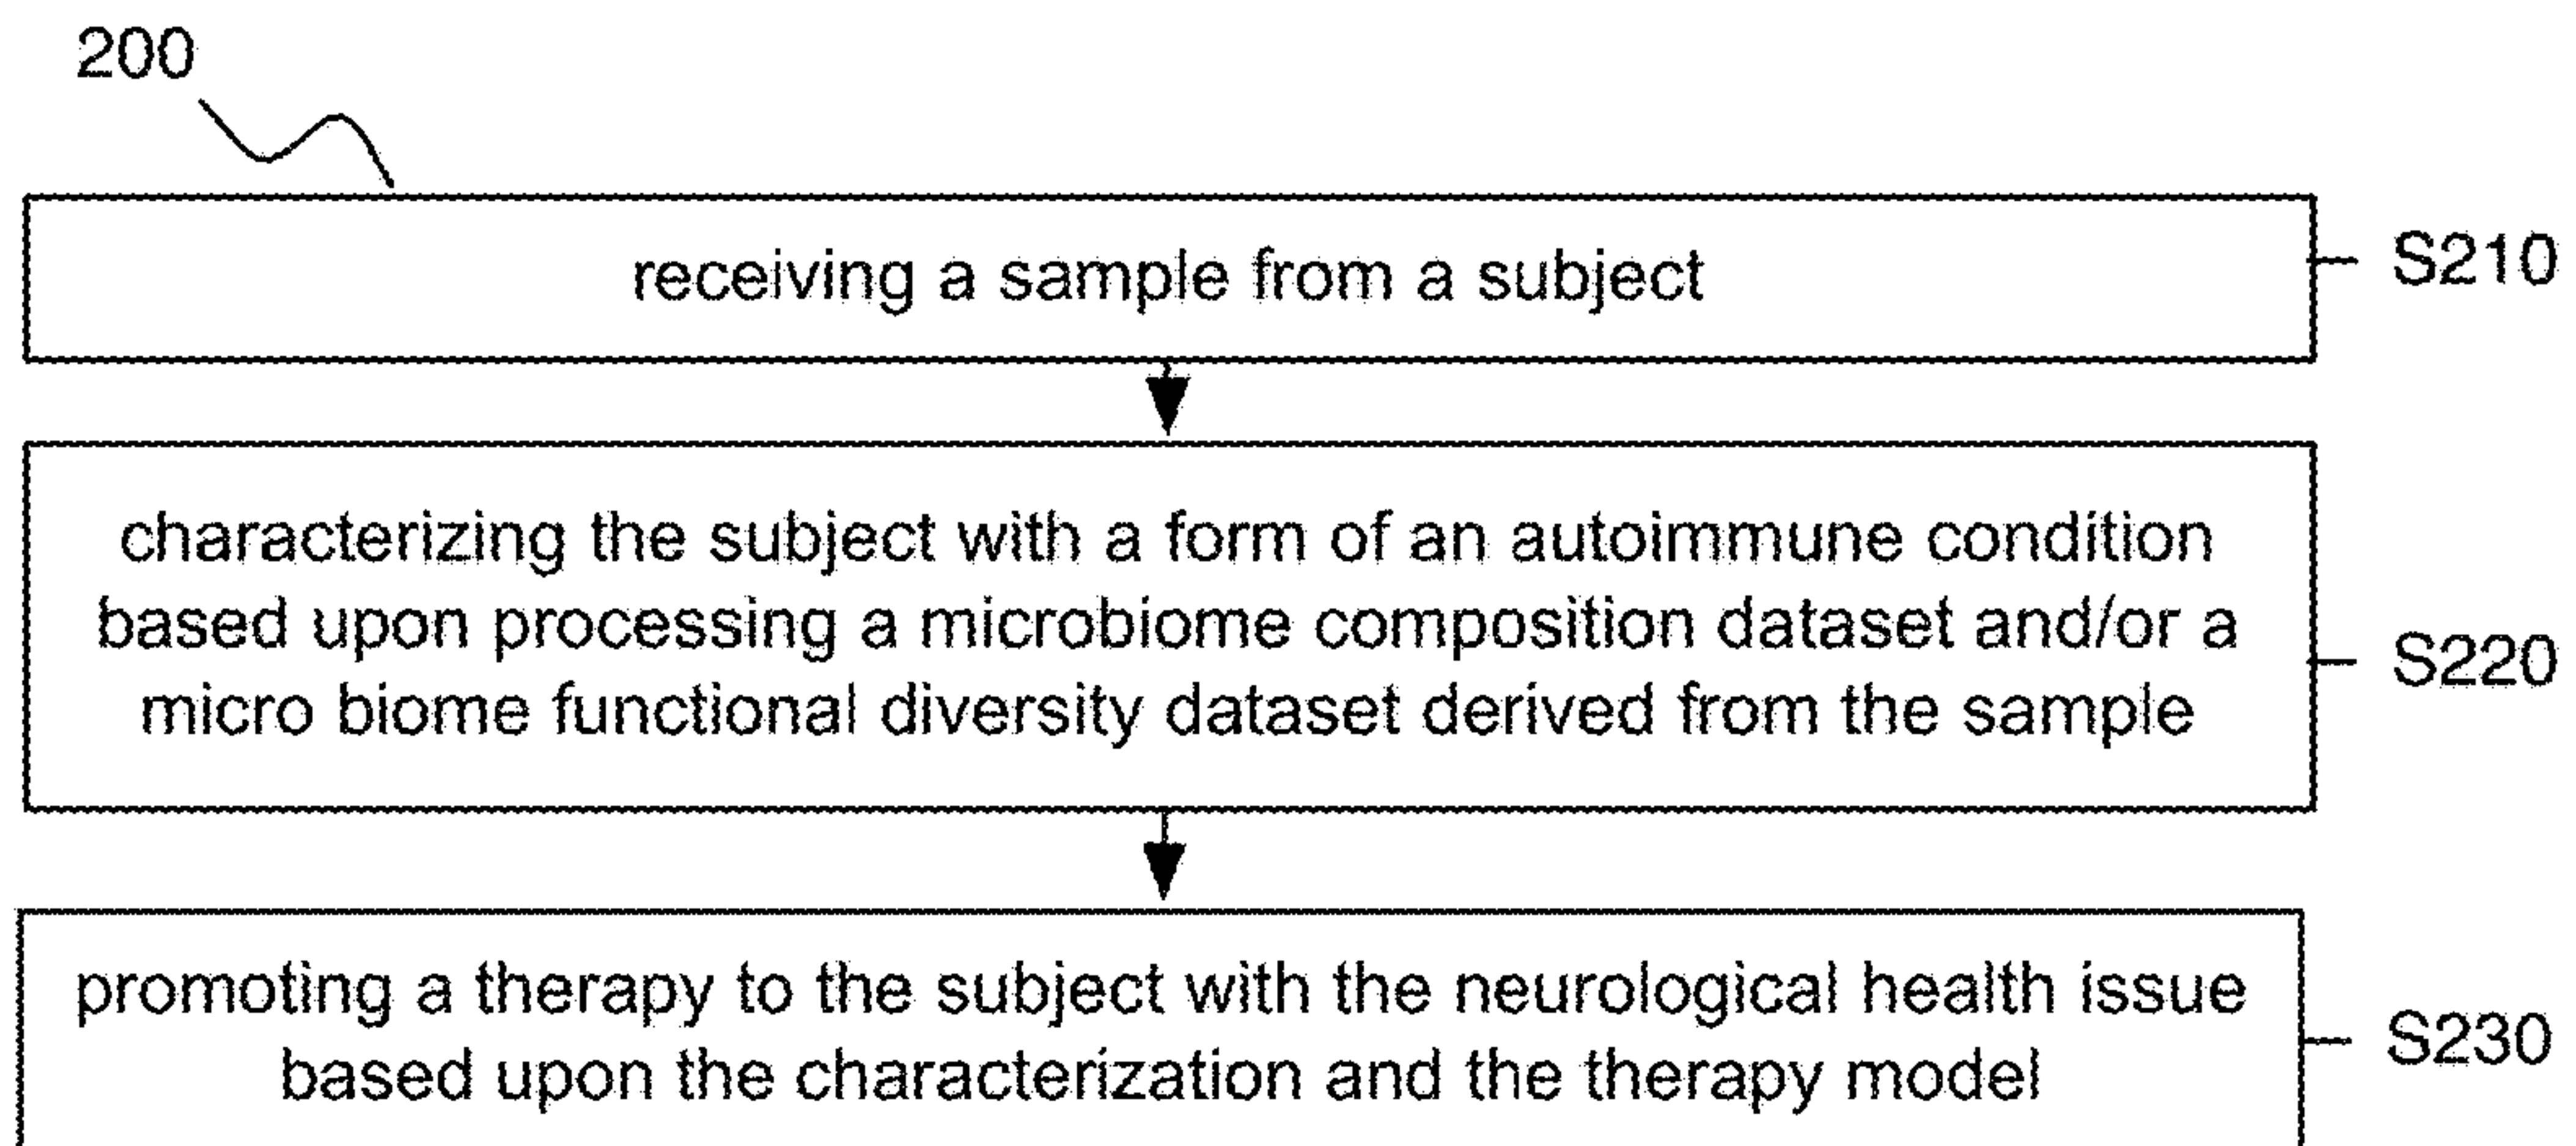 200
receiving a sample from a subject
S210
characterizing the subject with a form of an autoimmune condition
based upon processing a microbiome composition dataset and/or a
micro biome functional diversity dataset derived from the sample
S220
promoting a therapy to the subject with the neurological health issue
based upon the characterization and the therapy model
S230